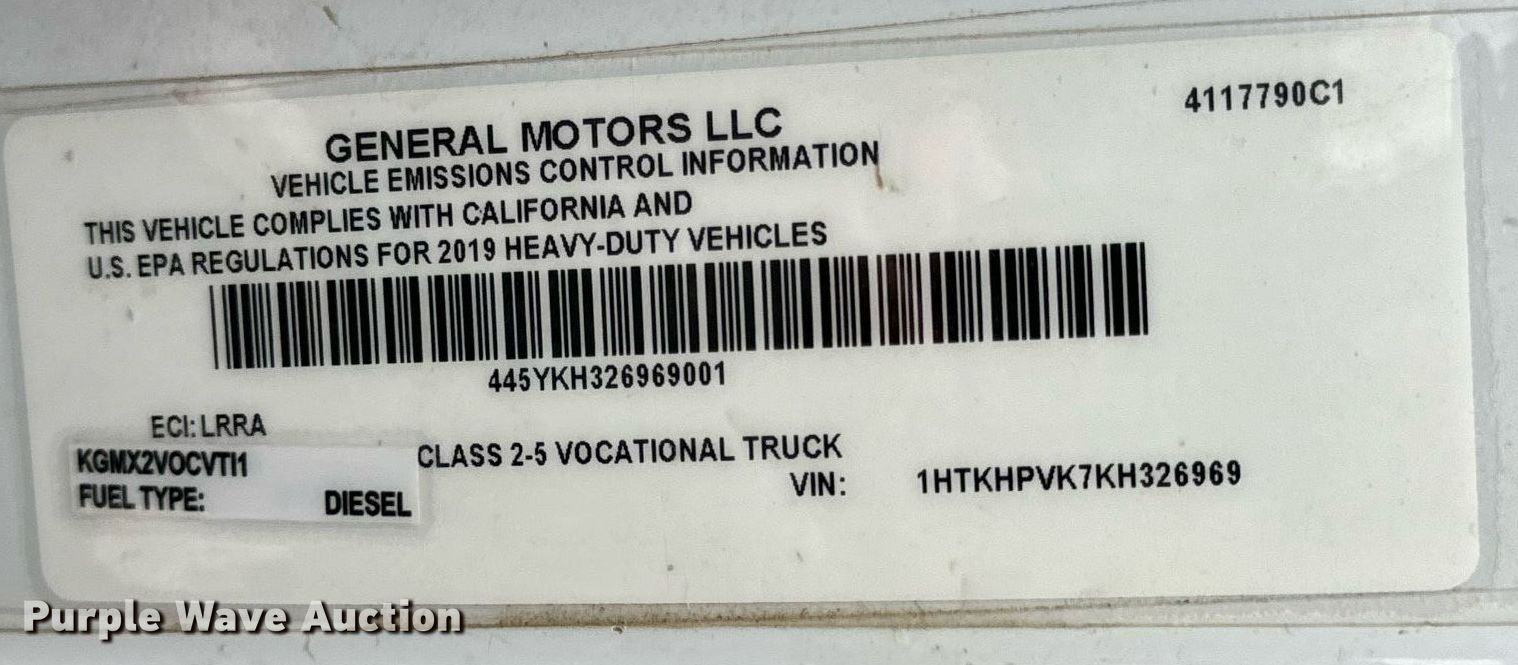 4117790C1
GENERAL MOTORS LLC
VEHICLE EMISSIONS CONTROL INFORMATION
THIS VEHICLE COMPLIES WITH CALIFORNIA AND
U.S. EPA REGULATIONS FOR 2019 HEAVY-DUTY VEHICLES
445YKH326969001
ECI: LRRA
KGMX2VOCVTI1
CLASS 2-5 VOCATIONAL TRUCK
FUEL TYPE: DIESEL
VIN: 1HTKHPVK7KH326969
Purple Wave Auction